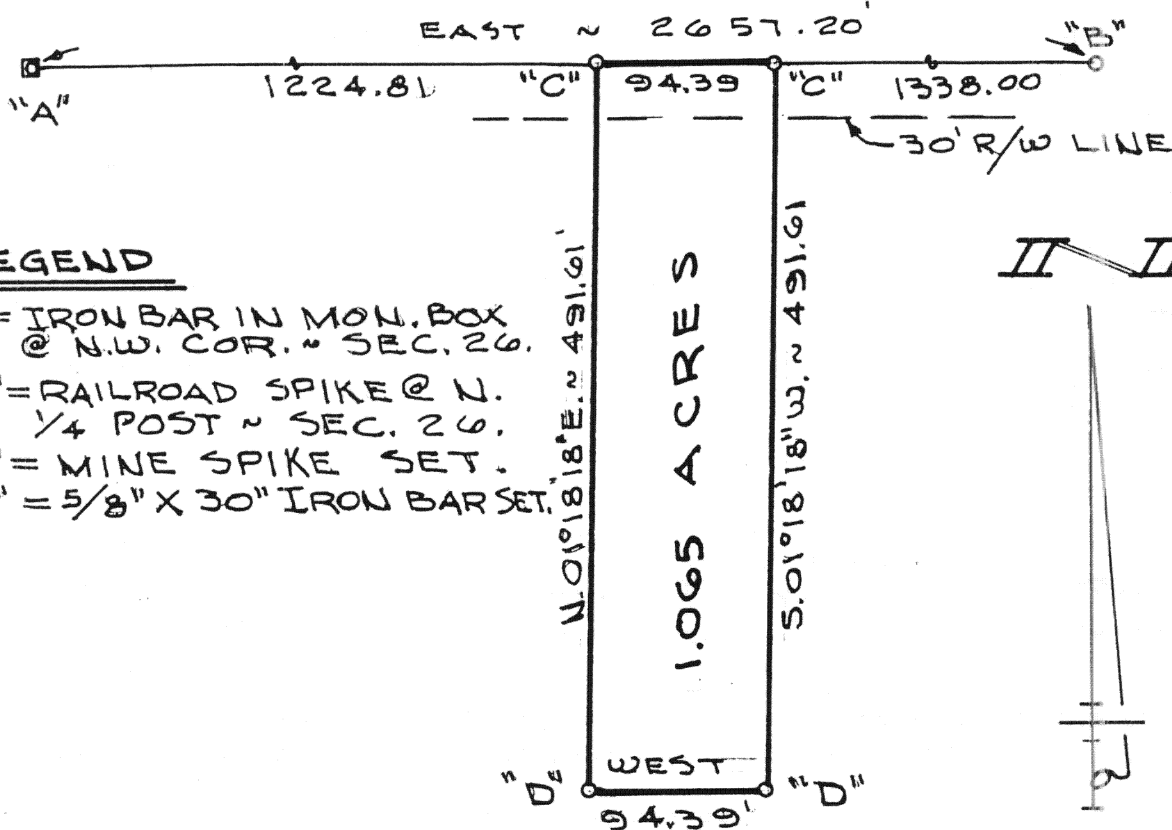 EAST ~ 2657.20'
"A"
1224.81
"C"
94.39
"C"
1338.00
"B"
30' R/W LINE
EGEND
= IRON BAR IN MON. BOX
@ N.W. COR. ~ SEC. 26.
" = RAILROAD SPIKE @ N.
1/4 POST ~ SEC. 26.
" = MINE SPIKE SET.
" = 5/8" X 30" IRON BAR SET.
N.01°18'18"E. ~ 491.61'
1.065 ACRES
S.01°18'18"W. ~ 491.61
"D"
WEST
"D"
94.39'